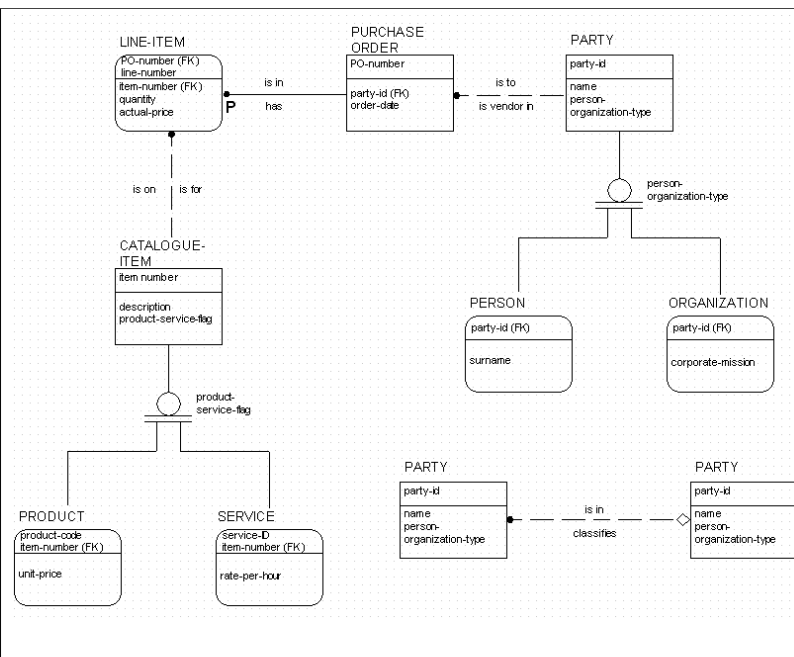 LINE-ITEM
PO-number (FK)
line-number
item-number (FK)
quantity
actual-price
P
is in
has
PURCHASE
ORDER
PO-number
party-id (FK)
order-date
is to
is vendor in
PARTY
party-id
name
person-
organization-type
person-
organization-type
is on
is for
CATALOGUE-
ITEM
item number
description
product-service-flag
product-
service-flag
PERSON
party-id (FK)
surname
ORGANIZATION
party-id (FK)
corporate-mission
PRODUCT
product-code
item-number (FK)
unit-price
SERVICE
service-ID
item-number (FK)
rate-per-hour
PARTY
party-id
name
person-
organization-type
is in
classifies
PARTY
party-id
name
person-
organization-type